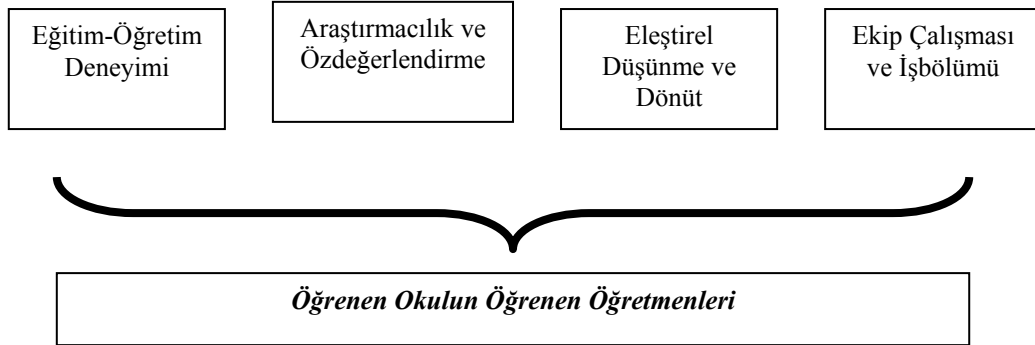 Eğitim-Öğretim
Deneyimi
Araştırmacılık ve
Özdeğerlendirme
Eleştirel
Düşünme ve
Dönüt
Ekip Çalışması
ve İşbölümü
Öğrenen Okulun Öğrenen Öğretmenleri